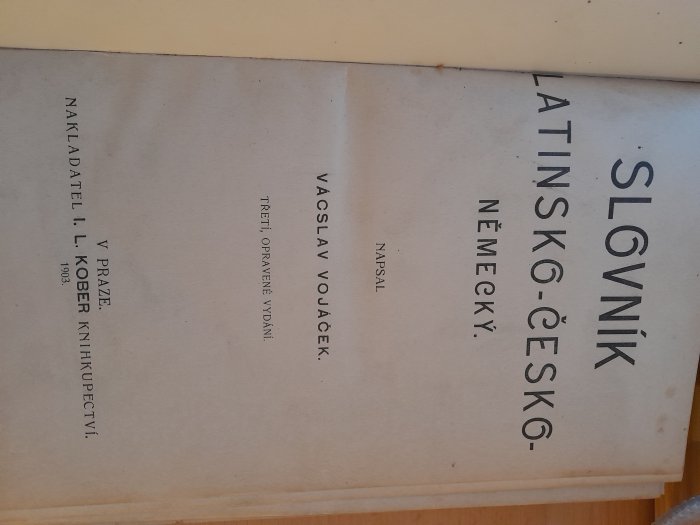 SLOVNÍK
LATINSKO-ČESKO-
NĚMECKÝ.
NAPSAL
VÁCSLAV VOJÁČEK.
TŘETÍ, OPRAVENÉ VYDÁNÍ.
V PRAZE.
NAKLADATEL I. L. KOBER KNIHKUPECTVÍ.
1903.